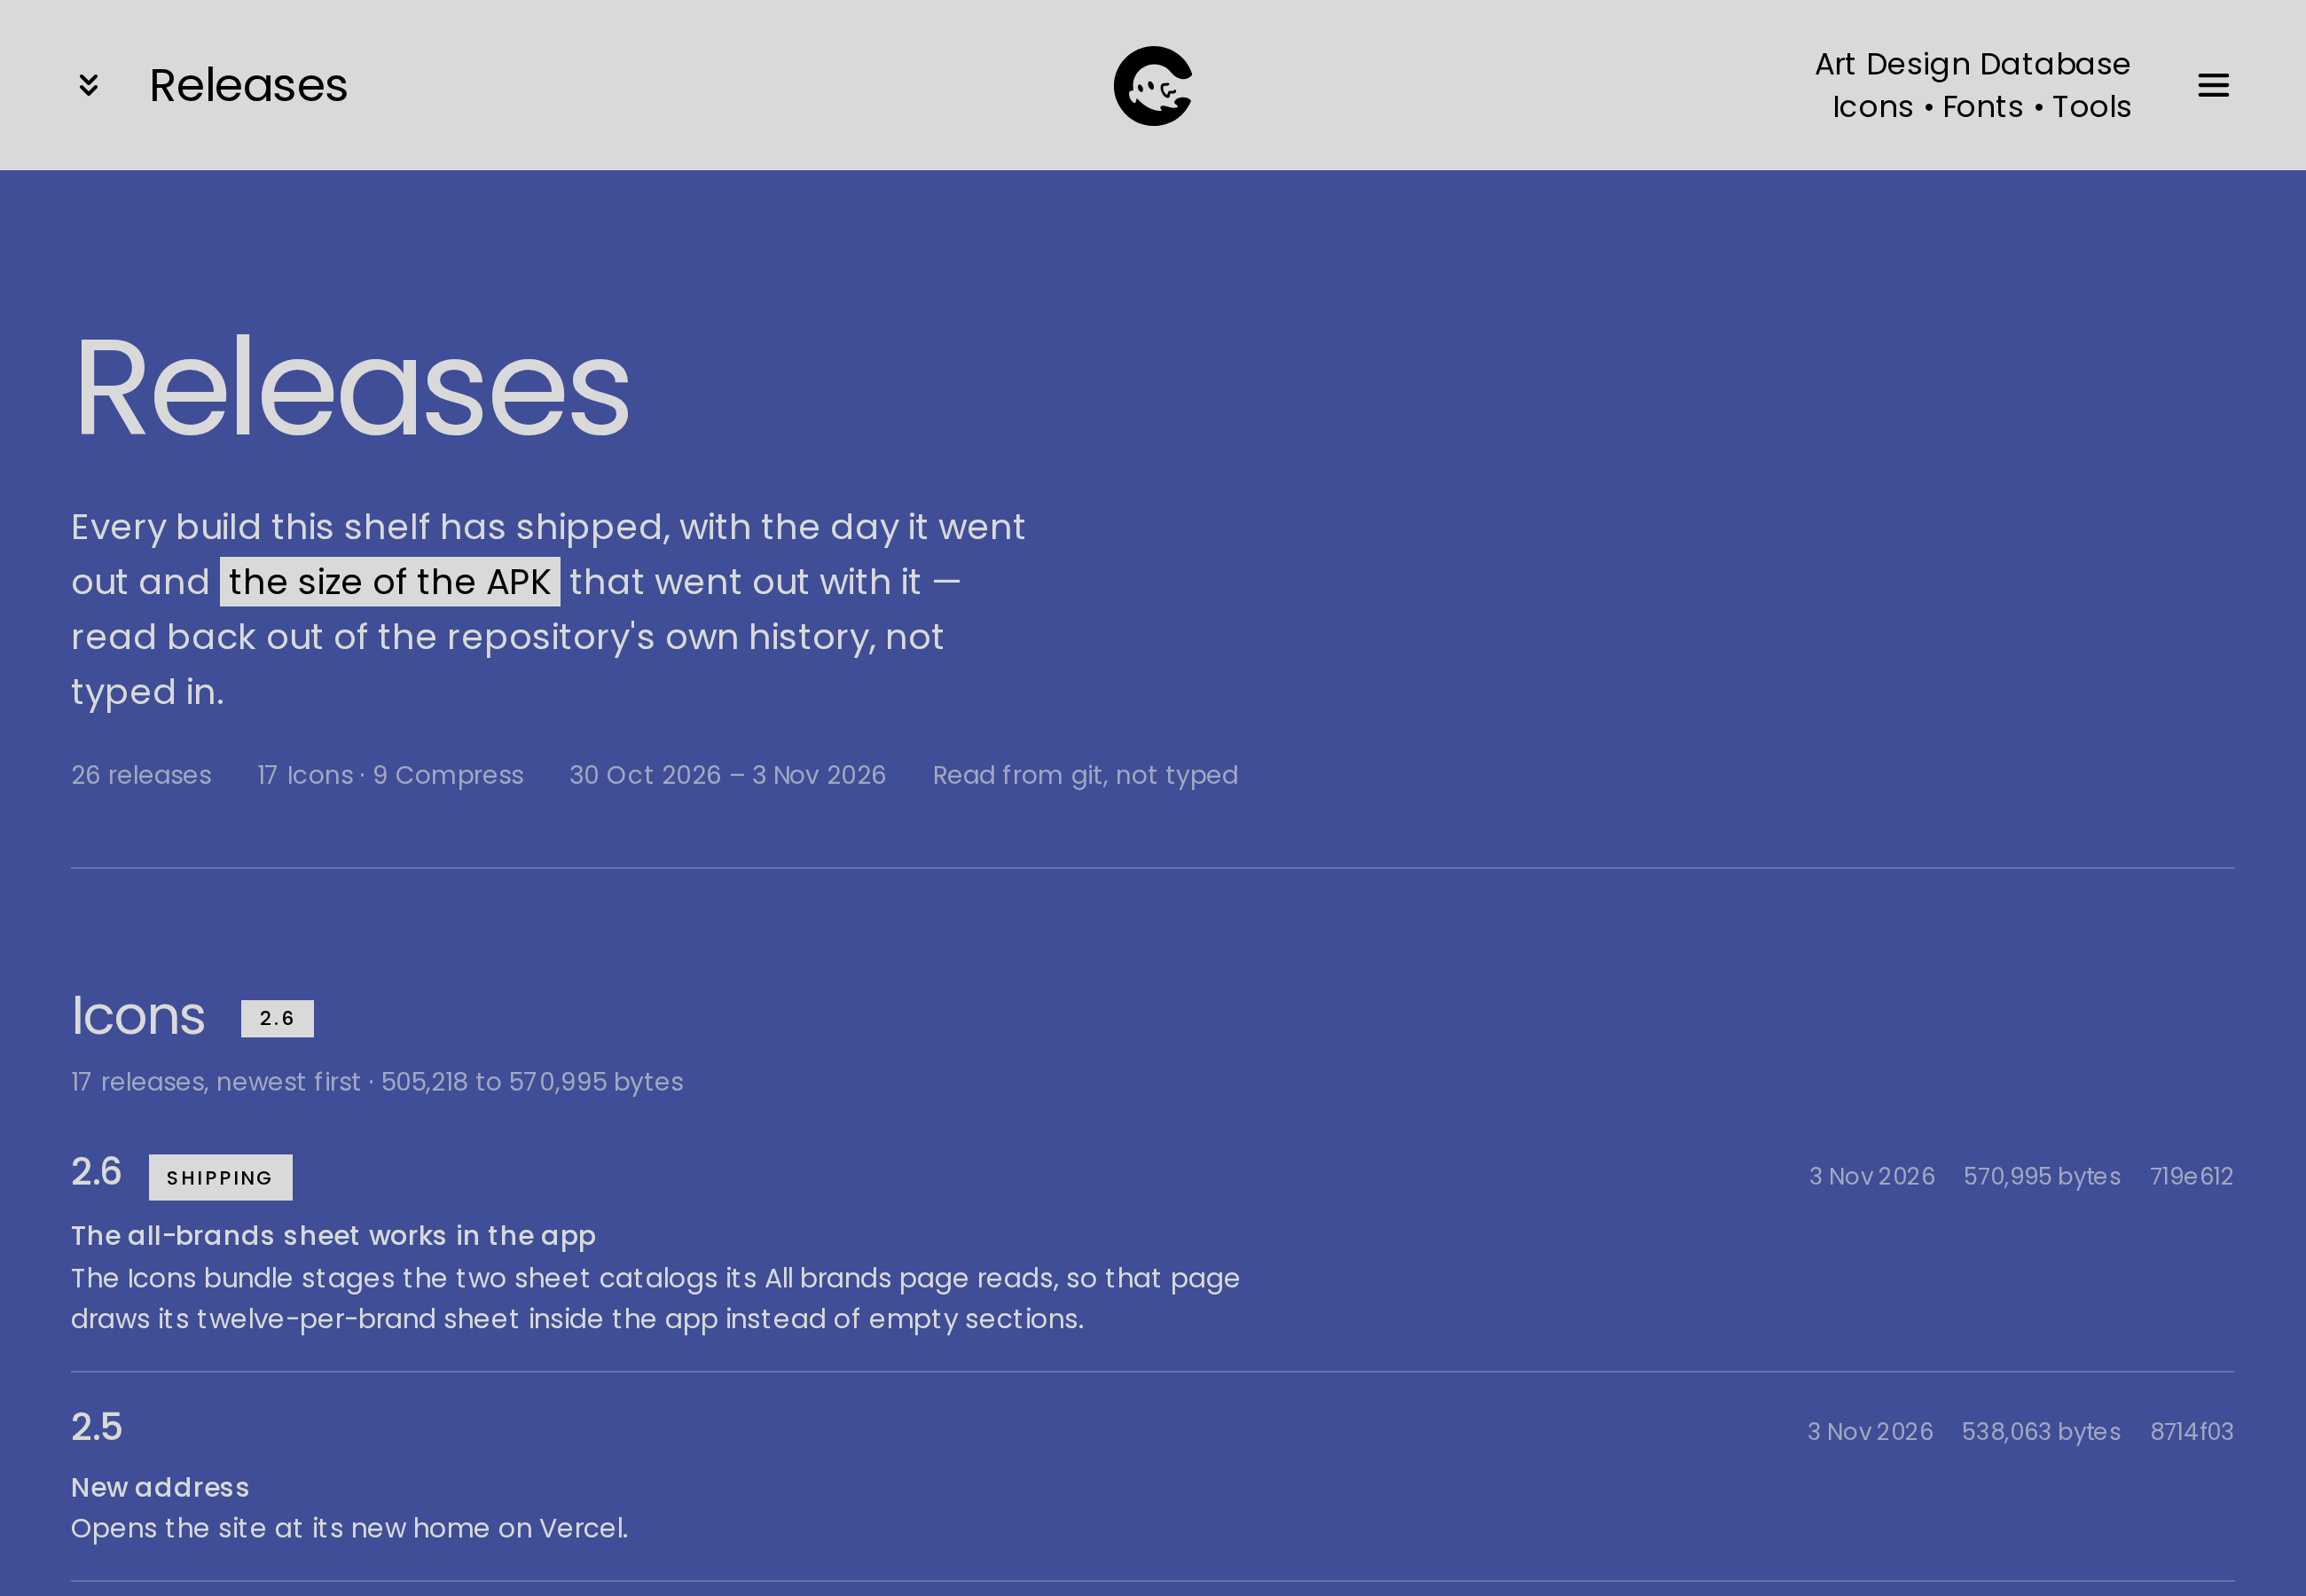 Releases
Art Design Database
Icons • Fonts • Tools
Releases
Every build this shelf has shipped, with the day it went
out and the size of the APK that went out with it —
read back out of the repository's own history, not
typed in.
26 releases 17 Icons · 9 Compress 30 Oct 2026 – 3 Nov 2026 Read from git, not typed
Icons 2.6
17 releases, newest first · 505,218 to 570,995 bytes
2.6 SHIPPING 3 Nov 2026 570,995 bytes 719e612
The all-brands sheet works in the app
The Icons bundle stages the two sheet catalogs its All brands page reads, so that page
draws its twelve-per-brand sheet inside the app instead of empty sections.
2.5 3 Nov 2026 538,063 bytes 8714f03
New address
Opens the site at its new home on Vercel.